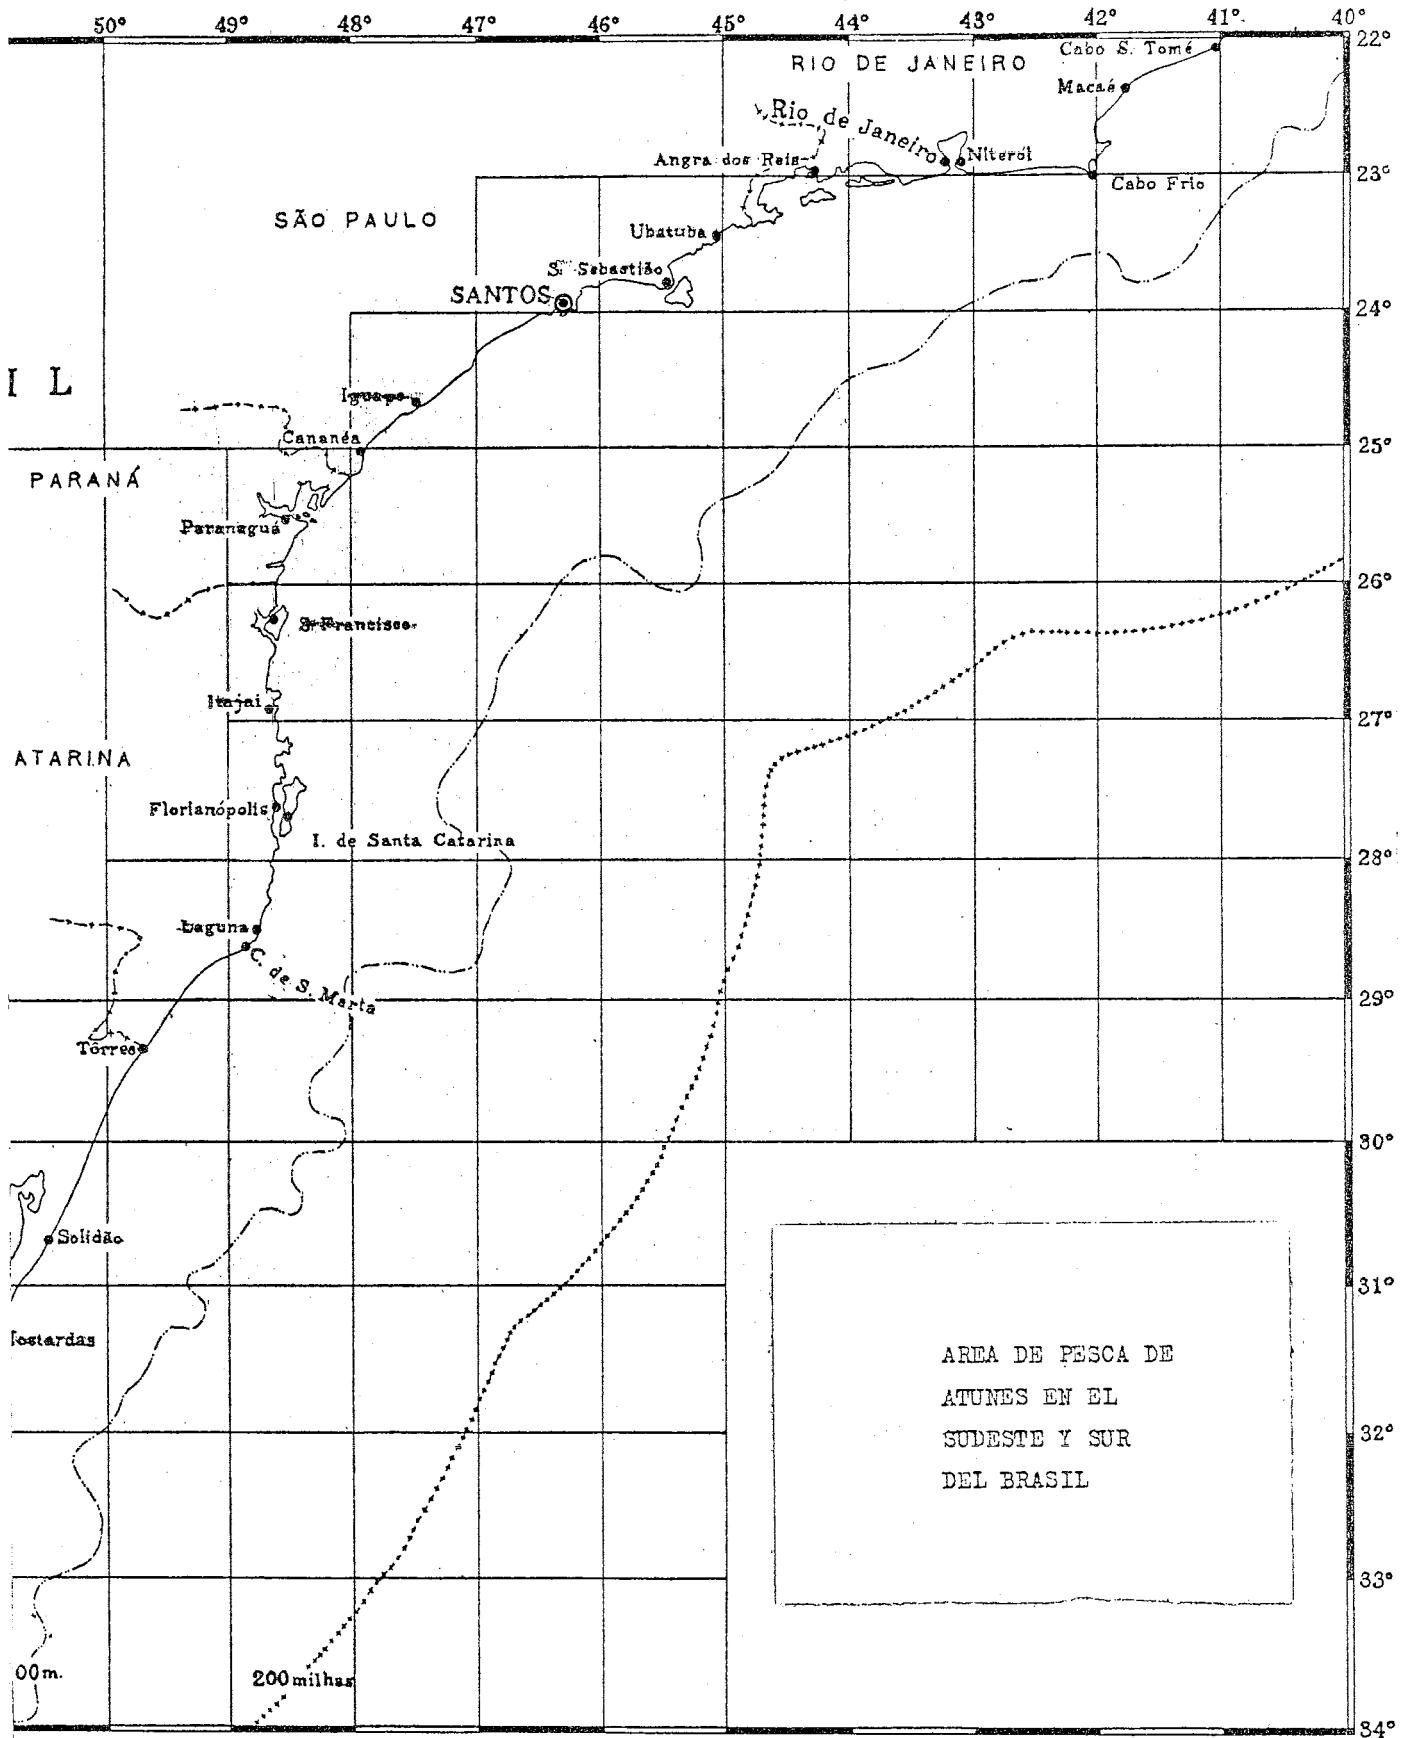 50° 49° 48° 47° 46° 45° 44° 43° 42° 41° 40°
22°
Cabo S. Tomé
RIO DE JANEIRO
Macaé
Rio de Janeiro
Niterói
Angra dos Reis
23°
Cabo Frio
SÃO PAULO
Ubatuba
S. Sebastião
SANTOS
24°
I L
Iguape
Cananéa
25°
PARANÁ
Paranaguá
26°
S. Francisco
Itajai
27°
ATARINA
Florianópolis
I. de Santa Catarina
28°
Laguna
C. de S. Marta
29°
Tôrres
30°
Solidão
31°
ostardas
AREA DE PESCA DE
ATUNES EN EL
SUDESTE Y SUR
DEL BRASIL
32°
33°
00m.
200 milhas
34°